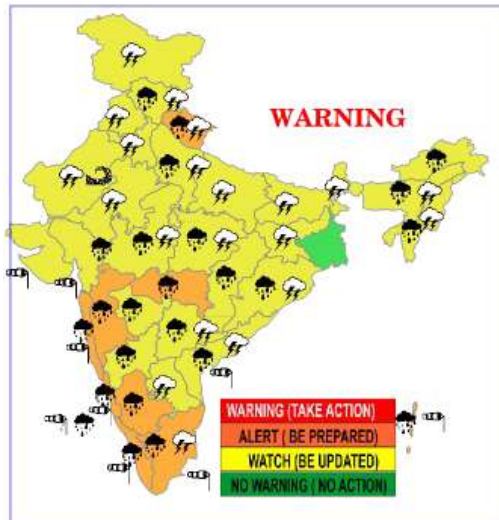 WARNING
WARNING (TAKE ACTION)
ALERT ( BE PREPARED)
WATCH (BE UPDATED)
NO WARNING ( NO ACTION)